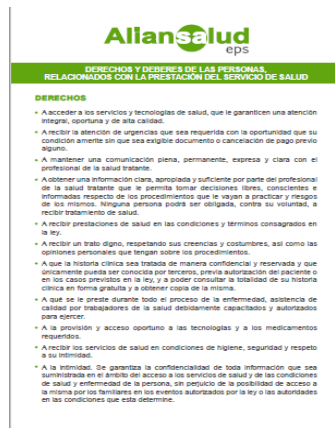 Aliansalud
eps
DERECHOS Y DEBERES DE LAS PERSONAS,
RELACIONADOS CON LA PRESTACIÓN DEL SERVICIO DE SALUD
DERECHOS
• A acceder a los servicios y tecnologías de salud, que le garanticen una atención
integral, oportuna y de alta calidad.
• A recibir la atención de urgencias que sea requerida con la oportunidad que su
condición amerite sin que sea exigible documento o cancelación de pago previo
alguno.
• A mantener una comunicación plena, permanente, expresa y clara con el
profesional de la salud tratante.
• A obtener una información clara, apropiada y suficiente por parte del profesional
de la salud tratante que le permita tomar decisiones libres, conscientes e
informadas respecto de los procedimientos que le vayan a practicar y riesgos
de los mismos. Ninguna persona podrá ser obligada, contra su voluntad, a
recibir tratamiento de salud.
• A recibir prestaciones de salud en las condiciones y términos consagrados en
la ley.
• A recibir un trato digno, respetando sus creencias y costumbres, así como las
opiniones personales que tengan sobre los procedimientos.
• A que la historia clínica sea tratada de manera confidencial y reservada y que
únicamente pueda ser conocida por terceros, previa autorización del paciente o
en los casos previstos en la ley, y a poder consultar la totalidad de su historia
clínica en forma gratuita y a obtener copia de la misma.
• A qué se le preste durante todo el proceso de la enfermedad, asistencia de
calidad por trabajadores de la salud debidamente capacitados y autorizados
para ejercer.
• A la provisión y acceso oportuno a las tecnologías y a los medicamentos
requeridos.
• A recibir los servicios de salud en condiciones de higiene, seguridad y respeto
a su intimidad.
• A la intimidad. Se garantiza la confidencialidad de toda información que sea
suministrada en el ámbito del acceso a los servicios de salud y de las condiciones
de salud y enfermedad de la persona, sin perjuicio de la posibilidad de acceso a
la misma por los familiares en los eventos autorizados por la ley o las autoridades
en las condiciones que esta determine.